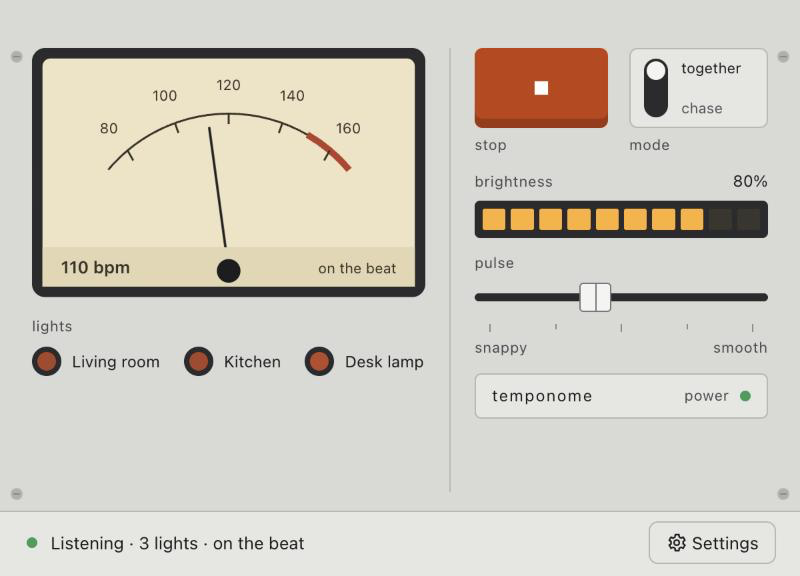 80
100
120
140
160
110 bpm
on the beat
lights
Living room
Kitchen
Desk lamp
stop
together
chase
mode
brightness
80%
pulse
snappy
smooth
temponome
power
Listening · 3 lights · on the beat
Settings